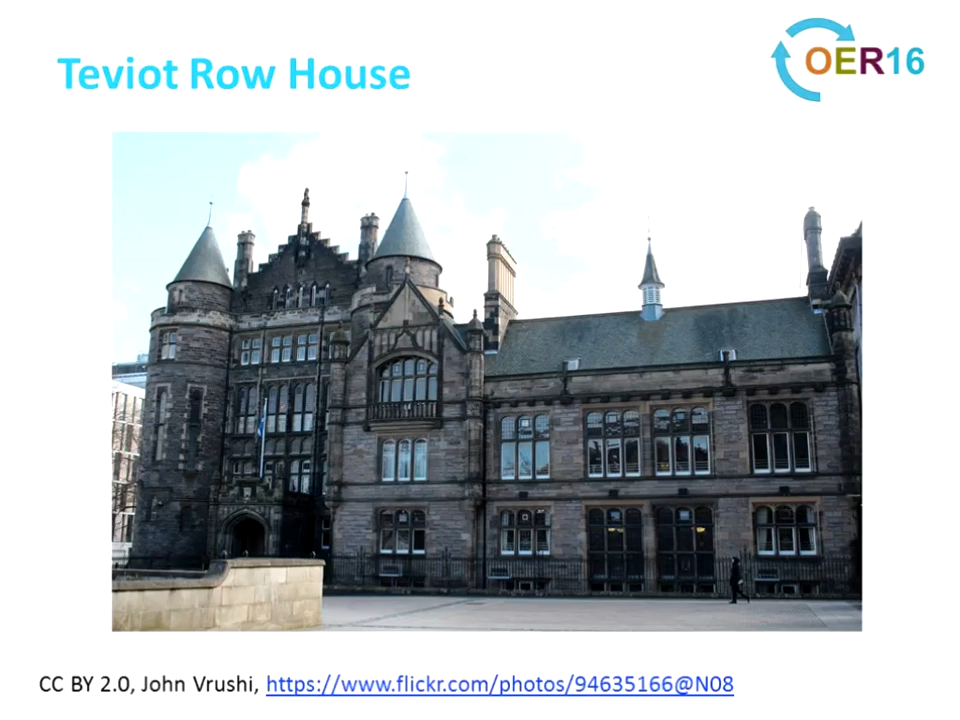 Teviot Row House
OER16
CC BY 2.0, John Vrushi, https://www.flickr.com/photos/94635166@N08